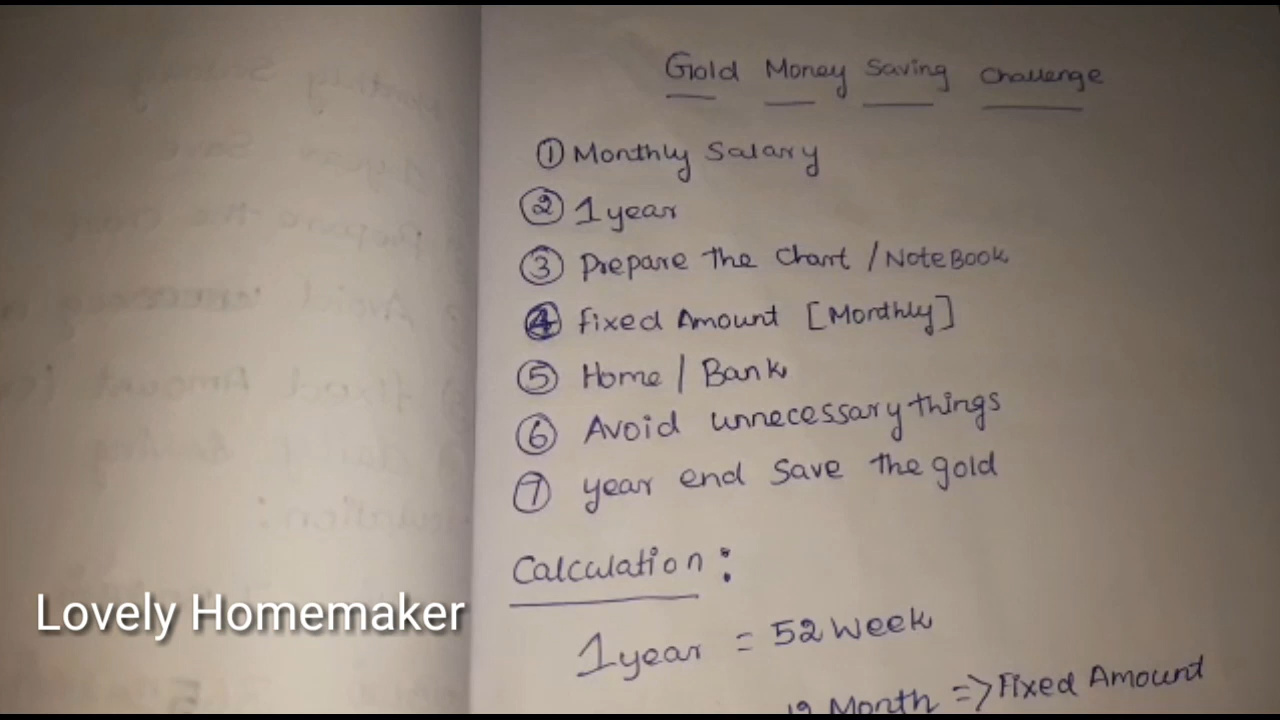 Gold Money Saving Challenge
① Monthly Salary
② 1 year
③ Prepare the Chart / NoteBook
④ Fixed Amount [Monthly]
⑤ Home / Bank
⑥ Avoid unnecessary things
⑦ year end Save the gold
Calculation :
1 year = 52 Week
12 Month => Fixed Amount
Lovely Homemaker